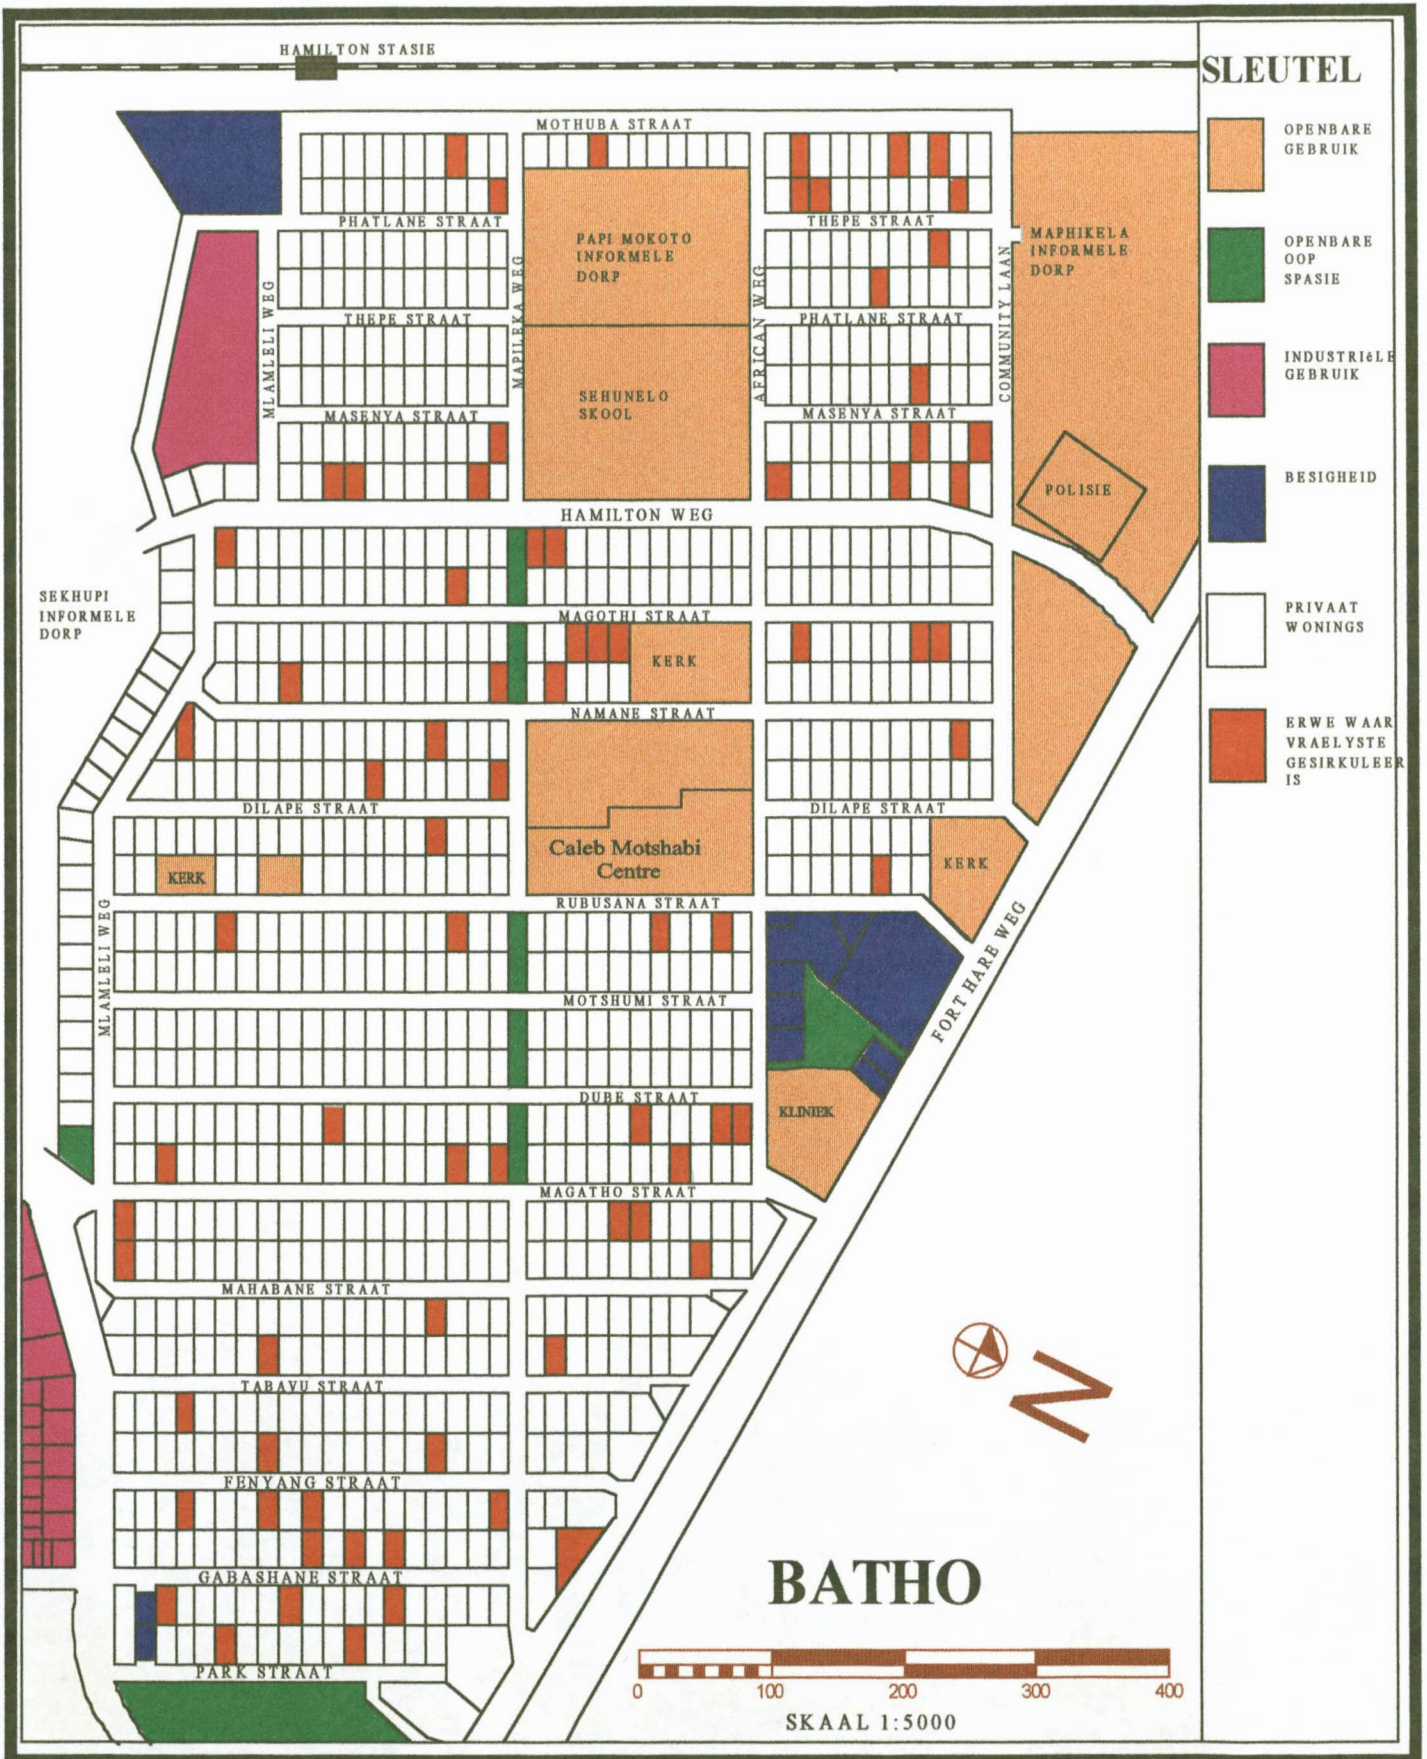 HAMILTON STASIE
SLEUTEL
OPENBARE
GEBRUIK
OPENBARE
OOP
SPASIE
INDUSTRIëLE
GEBRUIK
BESIGHEID
PRIVAAT
WONINGS
ERWE WAAR
VRAELYSTE
GESIRKULEER
IS
MOTHUBA STRAAT
PHATLANE STRAAT
THEPE STRAAT
PAPI MOKOTO
INFORMELE
DORP
MAPHIKELA
INFORMELE
DORP
MLAMLELI WEG
MAPILEKA WEG
AFRICAN WEG
COMMUNITY LAAN
THEPE STRAAT
PHATLANE STRAAT
SEHUNELO
SKOOL
MASENYA STRAAT
MASENYA STRAAT
POLISIE
HAMILTON WEG
SEKHUPI
INFORMELE
DORP
MAGOTHI STRAAT
KERK
NAMANE STRAAT
DILAPE STRAAT
DILAPE STRAAT
Caleb Motshabi
Centre
KERK
KERK
RUBUSANA STRAAT
MLAMLELI WEG
FORT HARE WEG
MOTSHUMI STRAAT
DUBE STRAAT
KLINIEK
MAGATHO STRAAT
MAHABANE STRAAT
TABAVU STRAAT
N
FENYANG STRAAT
GABASHANE STRAAT
BATHO
PARK STRAAT
0 100 200 300 400
SKAAL 1:5000